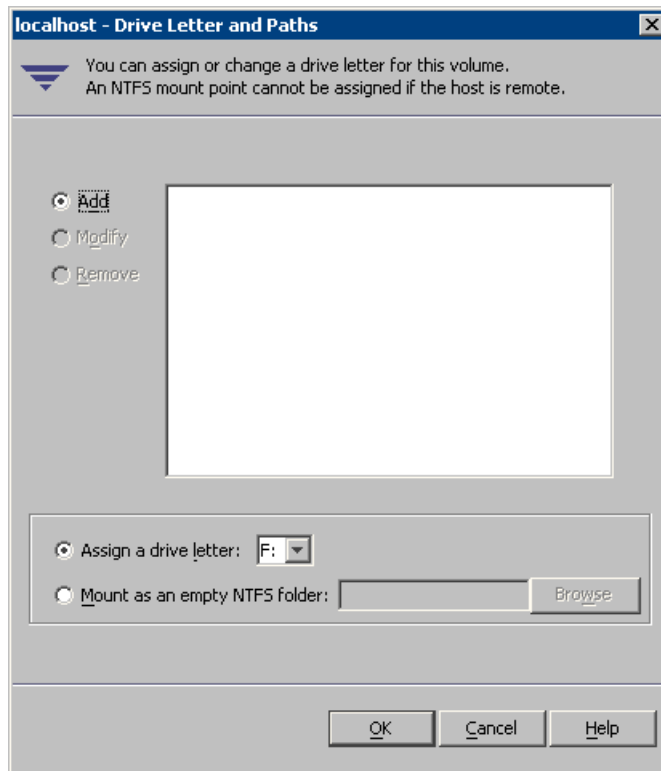 localhost - Drive Letter and Paths
You can assign or change a drive letter for this volume.
An NTFS mount point cannot be assigned if the host is remote.
Add
Modify
Remove
Assign a drive letter: F:
Mount as an empty NTFS folder: Browse
OK Cancel Help